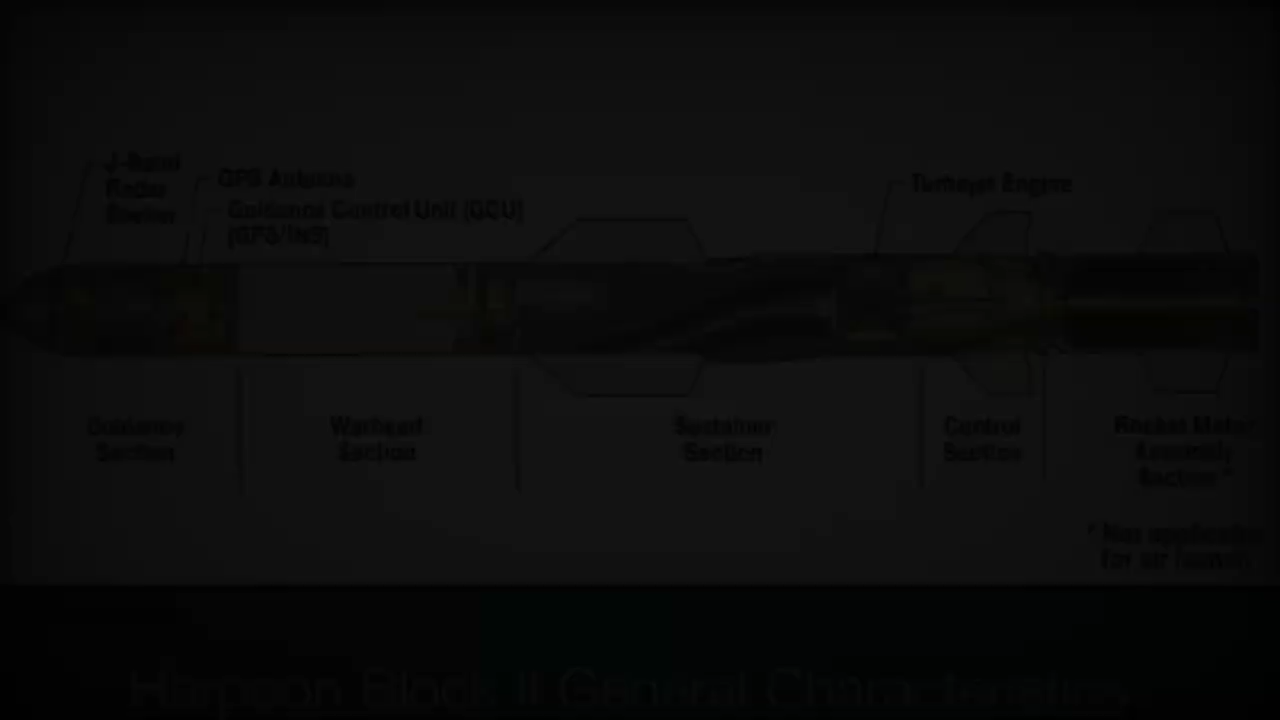 J-Band
Radar
Seeker
GPS Antenna
Guidance Control Unit (GCU)
(GPS/INS)
Turbojet Engine
Guidance
Section
Warhead
Section
Sustainer
Section
Control
Section
Rocket Motor
Assembly
Section *
* Not applicable
for air launch
Harpoon Block II General Characteristics